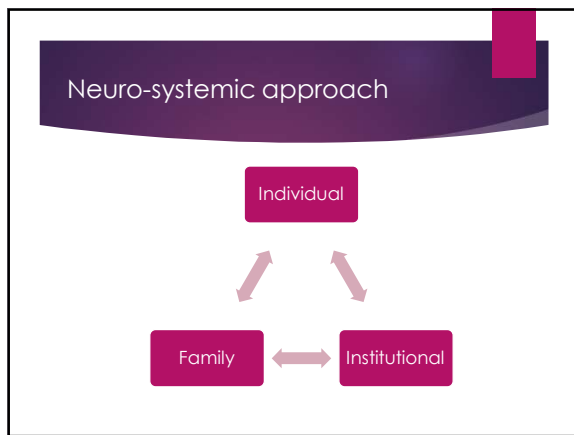 Neuro-systemic approach
Individual
Family
Institutional